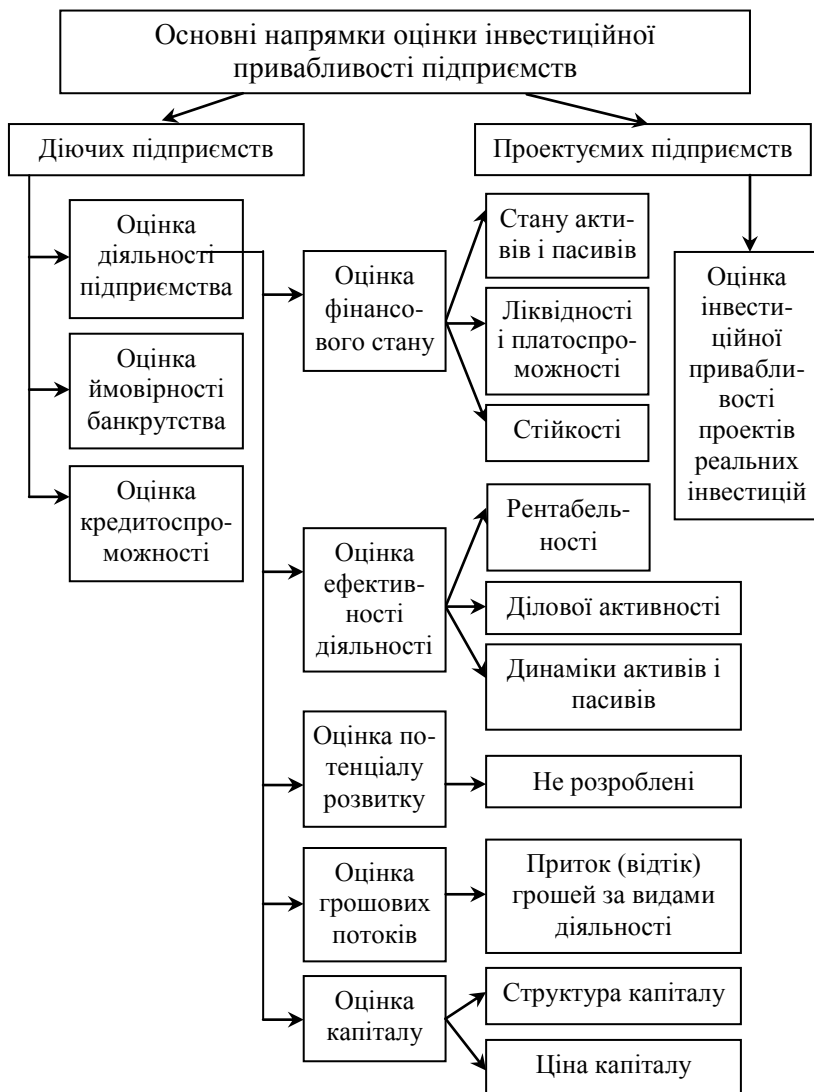 Основні напрямки оцінки інвестиційної
привабливості підприємств
Діючих підприємств
Проектуємих підприємств
Оцінка
діяльності
підприємства
Оцінка
ймовірності
банкрутства
Оцінка
кредитоспро-
можності
Оцінка
фінансо-
вого стану
Стану акти-
вів і пасивів
Ліквідності
і платоспро-
можності
Стійкості
Оцінка
ефектив-
ності
діяльності
Рентабель-
ності
Ділової активності
Динаміки активів і
пасивів
Оцінка по-
тенціалу
розвитку
Не розроблені
Оцінка
грошових
потоків
Приток (відтік)
грошей за видами
діяльності
Оцінка
капіталу
Структура капіталу
Ціна капіталу
Оцінка
інвести-
ційної
привабли-
вості
проектів
реальних
інвестицій